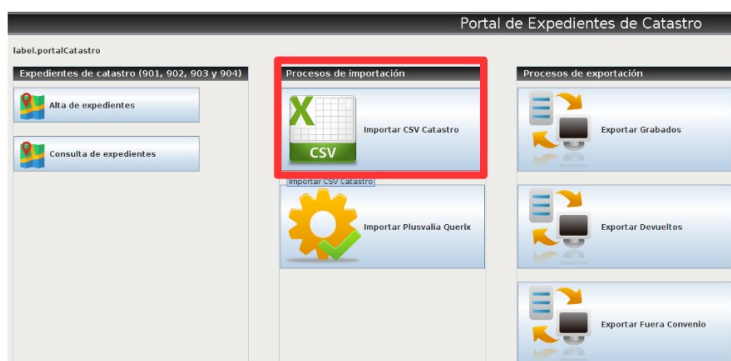 Portal de Expedientes de Catastro
label.portalCatastro
Expedientes de catastro (901, 902, 903 y 904)
Alta de expedientes
Consulta de expedientes
Procesos de importación
X
CSV
Importar CSV Catastro
Importar CSV Catastro
Importar Plusvalía Querix
Procesos de exportación
Exportar Grabados
Exportar Devueltos
Exportar Fuera Convenio